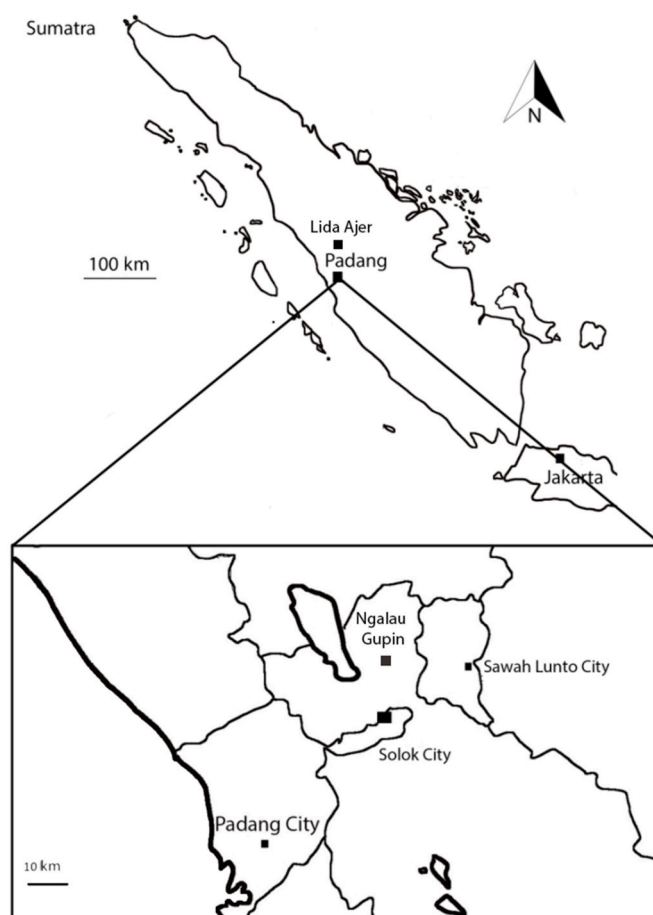 Sumatra
N
Lida Ajer
Padang
100 km
Jakarta
Ngalau
Gupin
Sawah Lunto City
Solok City
Padang City
10 km